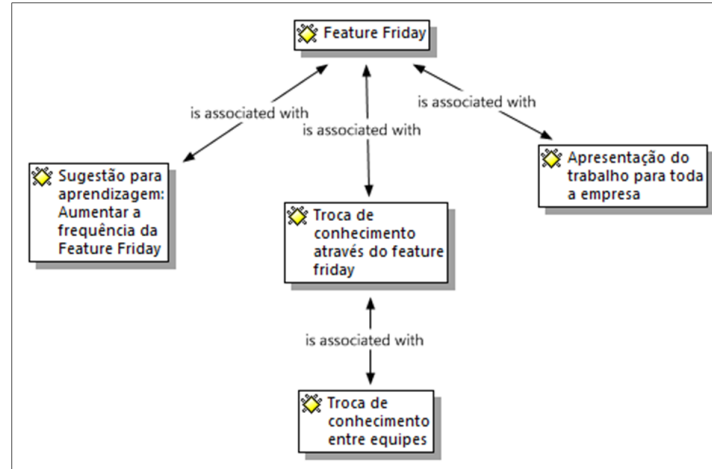 Feature Friday
is associated with
is associated with
is associated with
Sugestão para
aprendizagem:
Aumentar a
frequência da
Feature Friday
Troca de
conhecimento
através do feature
friday
Apresentação do
trabalho para toda
a empresa
is associated with
Troca de
conhecimento
entre equipes